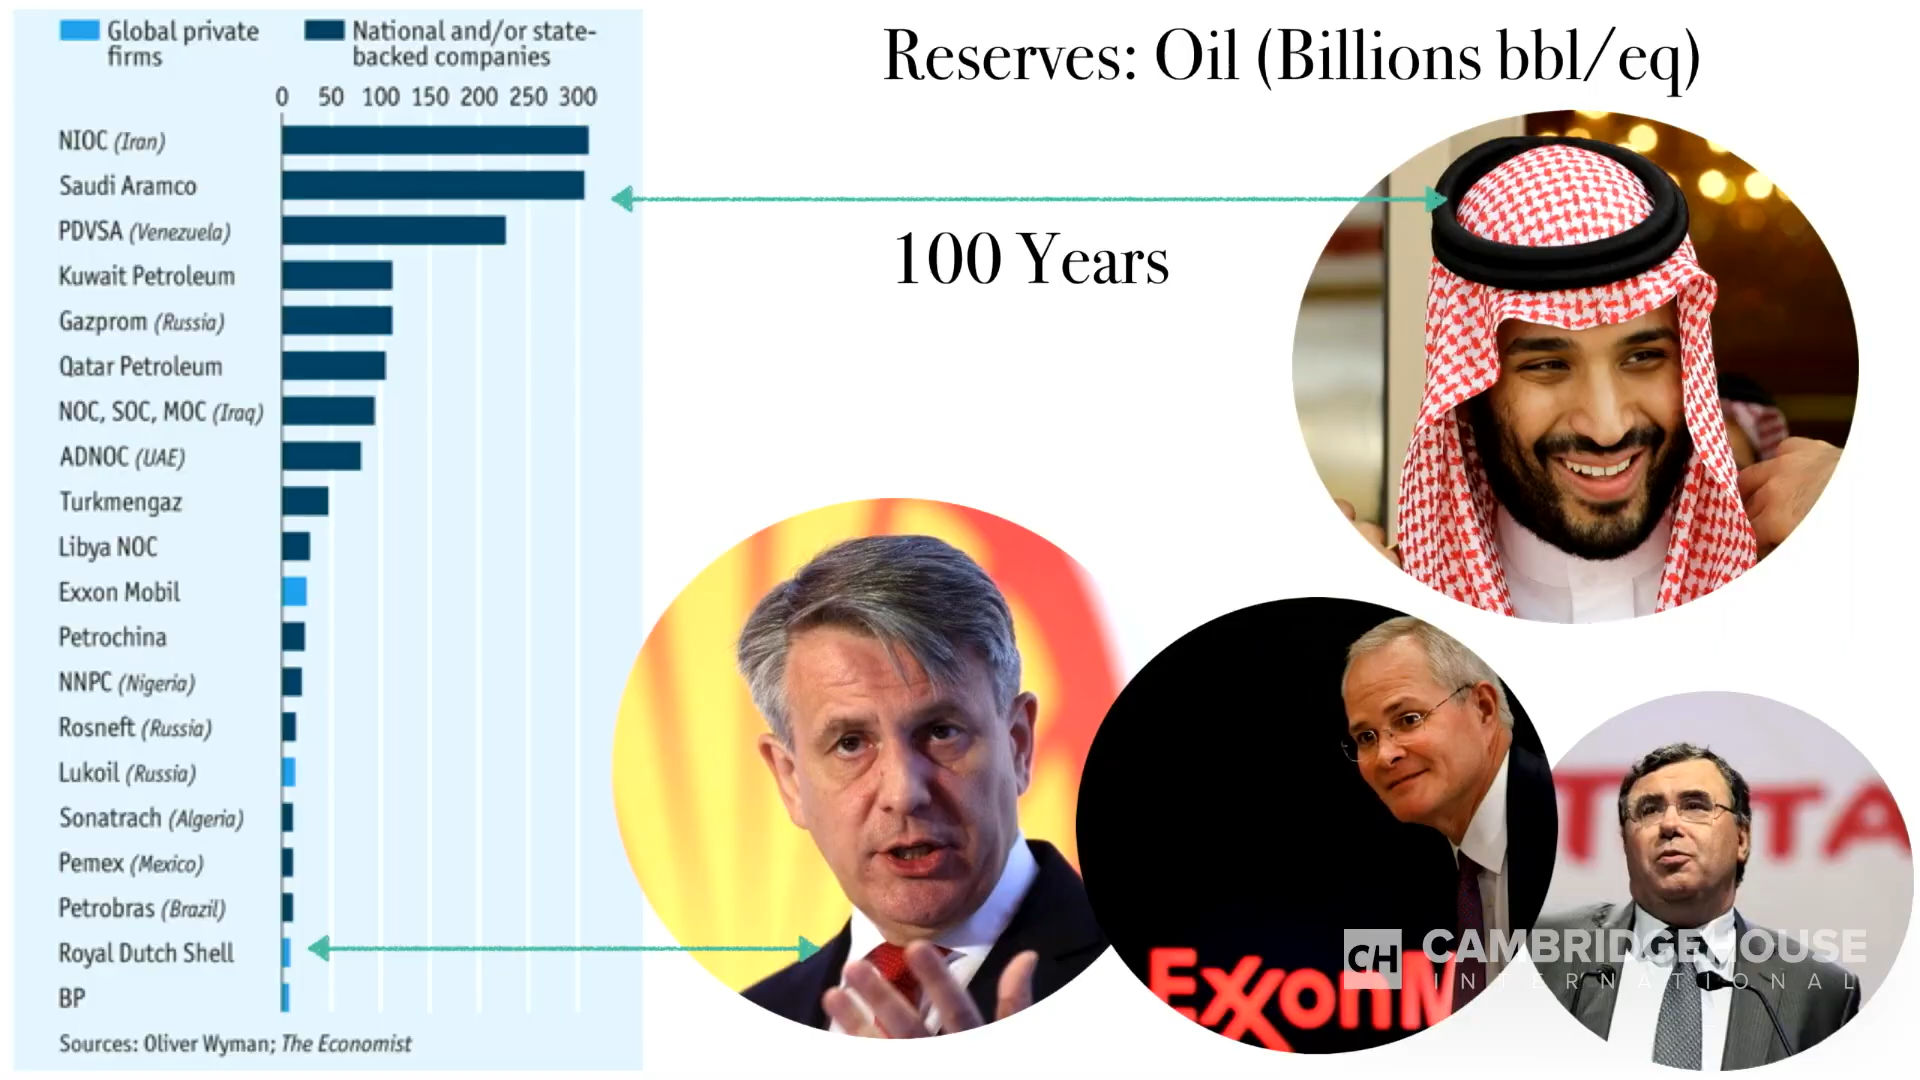 Global private
firms
National and/or state-
backed companies
0 50 100 150 200 250 300
NIOC (Iran)
Saudi Aramco
PDVSA (Venezuela)
Kuwait Petroleum
Gazprom (Russia)
Qatar Petroleum
NOC, SOC, MOC (Iraq)
ADNOC (UAE)
Turkmengaz
Libya NOC
Exxon Mobil
Petrochina
NNPC (Nigeria)
Rosneft (Russia)
Lukoil (Russia)
Sonatrach (Algeria)
Pemex (Mexico)
Petrobras (Brazil)
Royal Dutch Shell
BP
Sources: Oliver Wyman; The Economist
Reserves: Oil (Billions bbl/eq)
100 Years
ExxonM
TOTA
CH CAMBRIDGEHOUSE
INTERNATIONAL